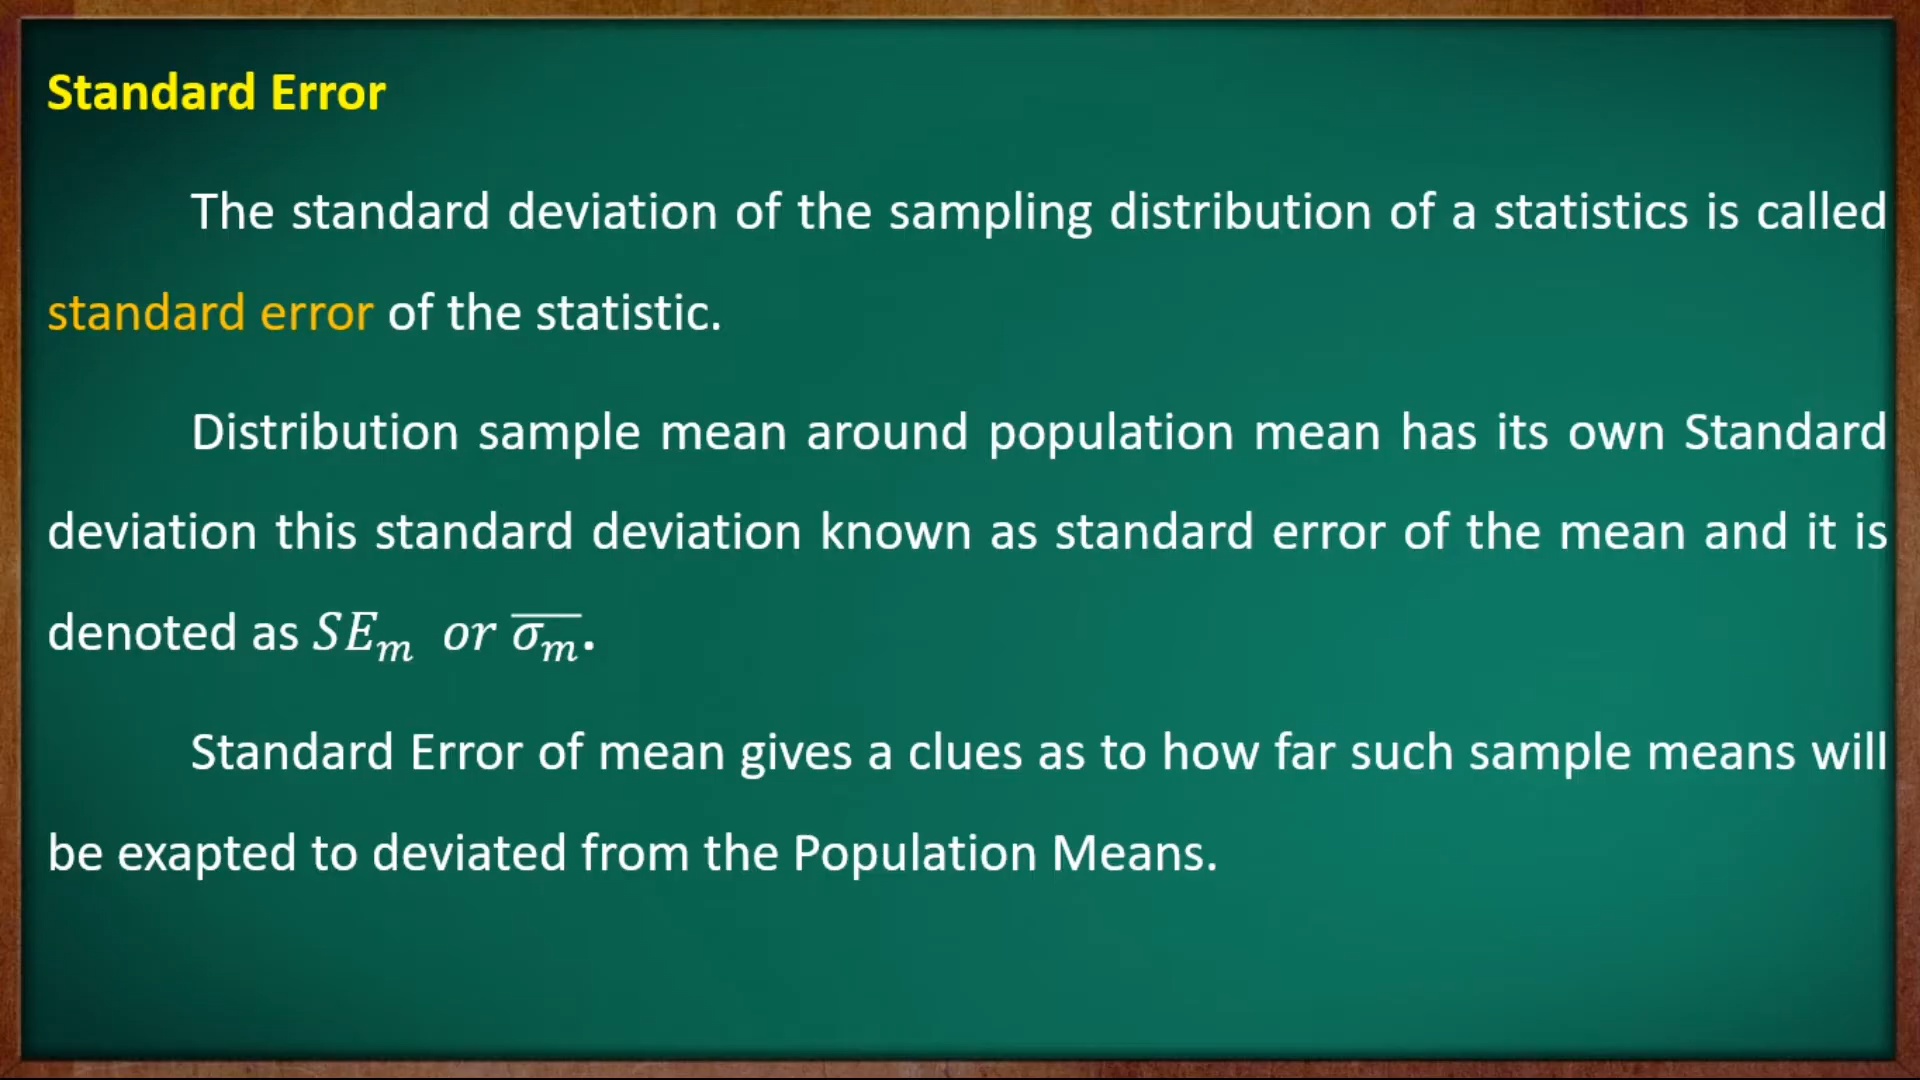 Standard Error
The standard deviation of the sampling distribution of a statistics is called
standard error of the statistic.
Distribution sample mean around population mean has its own Standard
deviation this standard deviation known as standard error of the mean and it is
denoted as $SE_m$ or $\overline{\sigma_m}$.
Standard Error of mean gives a clues as to how far such sample means will
be exapted to deviated from the Population Means.